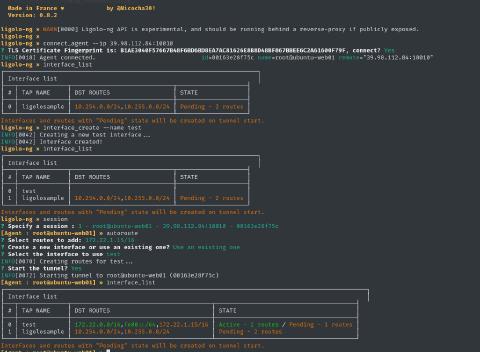 Made in France ♥ by @Nicocha30!
Version: 0.8.2
ligolo-ng » WARN[0000] Ligolo-ng API is experimental, and should be running behind a reverse-proxy if publicly exposed.
ligolo-ng »
ligolo-ng » connect_agent --ip 39.98.112.84:10010
? TLS Certificate Fingerprint is: connect? Yes
INFO[0018] Agent connected. id=00163e28f75c name=root@ubuntu-web01 remote="39.98.112.84:10010"
ligolo-ng » interface_list
Interface list
# TAP NAME DST ROUTES STATE
0 ligolosample 10.254.0.0/24,10.255.0.0/24 Pending - 2 routes
Interfaces and routes with "Pending" state will be created on tunnel start.
ligolo-ng » interface_create --name test
INFO[0042] Creating a new test interface...
INFO[0042] Interface created!
ligolo-ng » interface_list
Interface list
# TAP NAME DST ROUTES STATE
0 test
1 ligolosample 10.254.0.0/24,10.255.0.0/24 Pending - 2 routes
Interfaces and routes with "Pending" state will be created on tunnel start.
ligolo-ng » session
? Specify a session : 1 - root@ubuntu-web01 - 39.98.112.84:10010 - 00163e28f75c
[Agent : root@ubuntu-web01] » autoroute
? Select routes to add: 172.22.1.15/16
? Create a new interface or use an existing one? Use an existing one
? Select the interface to use test
INFO[0070] Creating routes for test...
? Start the tunnel? Yes
INFO[0072] Starting tunnel to root@ubuntu-web01 (00163e28f75c)
[Agent : root@ubuntu-web01] » interface_list
Interface list
# TAP NAME DST ROUTES STATE
0 test 172.22.0.0/16,fe80::/64,172.22.1.15/16 Active - 2 routes / Pending - 1 routes
1 ligolosample 10.254.0.0/24,10.255.0.0/24 Pending - 2 routes
Interfaces and routes with "Pending" state will be created on tunnel start.
[Agent : root@ubuntu-web01] »